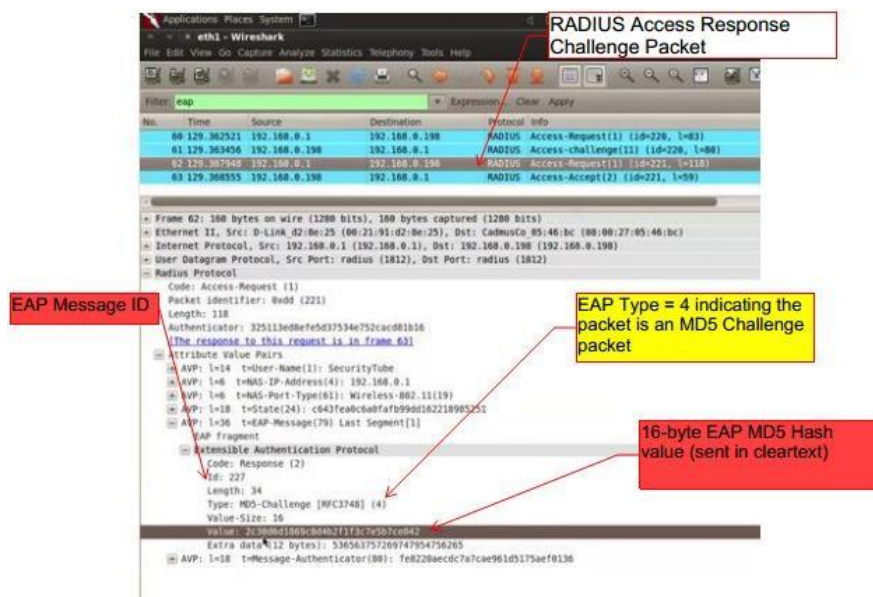 Applications Places System
RADIUS Access Response
Challenge Packet
eth1 - Wireshark
File Edit View Go Capture Analyze Statistics Telephony Tools Help
Filter: eap
Expression... Clear Apply
No. Time Source Destination Protocol Info
60 129.362521 192.168.0.1 192.168.0.198 RADIUS Access-Request(1) (id=220, l=83)
61 129.363456 192.168.0.198 192.168.0.1 RADIUS Access-challenge(11) (id=220, l=80)
62 129.367948 192.168.0.1 192.168.0.198 RADIUS Access-Request(1) (id=221, l=118)
63 129.368555 192.168.0.198 192.168.0.1 RADIUS Access-Accept(2) (id=221, l=59)
Frame 62: 160 bytes on wire (1280 bits), 160 bytes captured (1280 bits)
Ethernet II, Src: D-Link_d2:8e:25 (00:21:91:d2:8e:25), Dst: CadmusCo_05:46:bc (08:00:27:05:46:bc)
Internet Protocol, Src: 192.168.0.1 (192.168.0.1), Dst: 192.168.0.198 (192.168.0.198)
User Datagram Protocol, Src Port: radius (1812), Dst Port: radius (1812)
Radius Protocol
Code: Access-Request (1)
Packet identifier: 0xdd (221)
Length: 118
Authenticator: 325113ed8efe5d37534e752cacd81b16
[The response to this request is in frame 63]
Attribute Value Pairs
AVP: l=14 t=User-Name(1): SecurityTube
AVP: l=6 t=NAS-IP-Address(4): 192.168.0.1
AVP: l=6 t=NAS-Port-Type(61): Wireless-802.11(19)
AVP: l=18 t=State(24): c643fea0c6a0fafb99dd162218985251
AVP: l=36 t=EAP-Message(79) Last Segment[1]
EAP fragment
Extensible Authentication Protocol
Code: Response (2)
Id: 227
Length: 34
Type: MD5-Challenge [RFC3748] (4)
Value-Size: 16
Value: 2c30d6d1869c8d4b2f1f3c7e5b7ce042
Extra data (12 bytes): 536563757269747954756265
AVP: l=18 t=Message-Authenticator(80): fe8220aecdc7a7cae961d5175aef0136
EAP Message ID
EAP Type = 4 indicating the
packet is an MD5 Challenge
packet
16-byte EAP MD5 Hash
value (sent in cleartext)